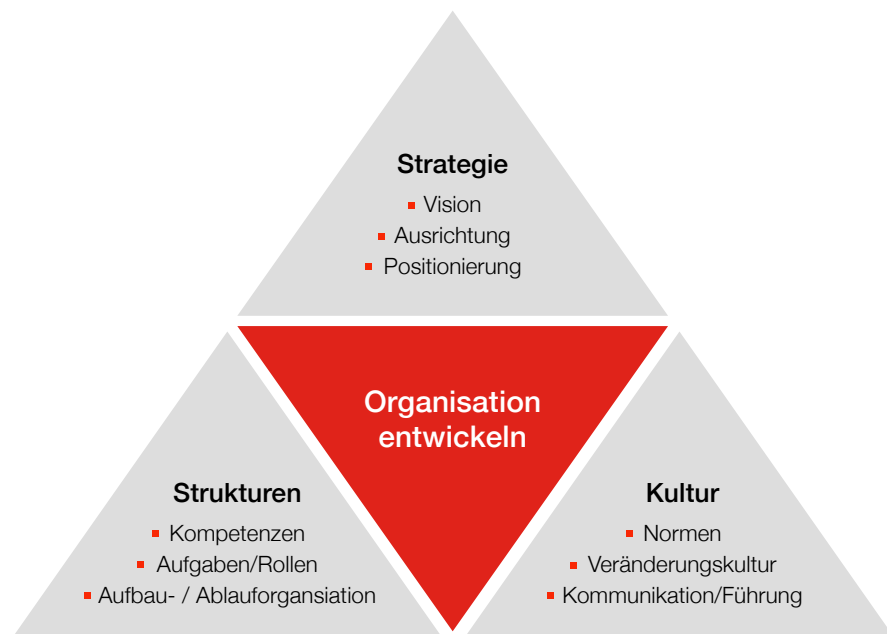 Strategie
▪ Vision
▪ Ausrichtung
▪ Positionierung
Organisation
entwickeln
Strukturen
▪ Kompetenzen
▪ Aufgaben/Rollen
▪ Aufbau- / Ablauforgansiation
Kultur
▪ Normen
▪ Veränderungskultur
▪ Kommunikation/Führung